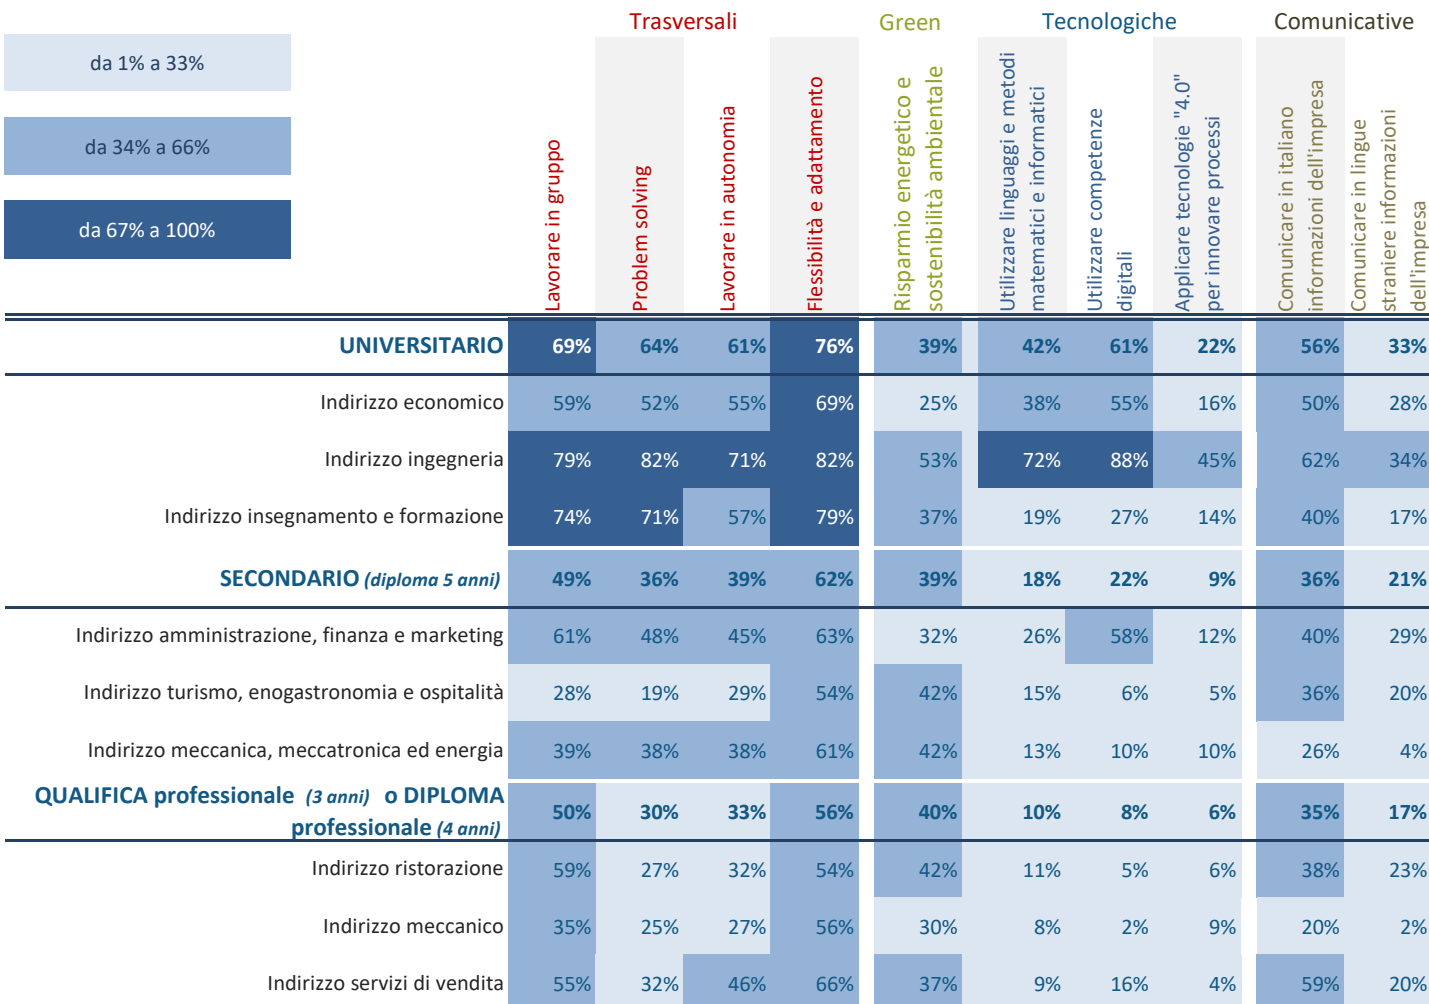 Trasversali Green Tecnologiche Comunicative
da 1% a 33%
da 34% a 66%
da 67% a 100%
Lavorare in gruppo
Problem solving
Lavorare in autonomia
Flessibilità e adattamento
Risparmio energetico e
sostenibilità ambientale
Utilizzare linguaggi e metodi
matematici e informatici
Utilizzare competenze
digitali
Applicare tecnologie "4.0"
per innovare processi
Comunicare in italiano
informazioni dell'impresa
Comunicare in lingue
straniere informazioni
dell'impresa
UNIVERSITARIO 69% 64% 61% 76% 39% 42% 61% 22% 56% 33%
Indirizzo economico 59% 52% 55% 69% 25% 38% 55% 16% 50% 28%
Indirizzo ingegneria 79% 82% 71% 82% 53% 72% 88% 45% 62% 34%
Indirizzo insegnamento e formazione 74% 71% 57% 79% 37% 19% 27% 14% 40% 17%
SECONDARIO (diploma 5 anni) 49% 36% 39% 62% 39% 18% 22% 9% 36% 21%
Indirizzo amministrazione, finanza e marketing 61% 48% 45% 63% 32% 26% 58% 12% 40% 29%
Indirizzo turismo, enogastronomia e ospitalità 28% 19% 29% 54% 42% 15% 6% 5% 36% 20%
Indirizzo meccanica, meccatronica ed energia 39% 38% 38% 61% 42% 13% 10% 10% 26% 4%
QUALIFICA professionale (3 anni) o DIPLOMA
professionale (4 anni) 50% 30% 33% 56% 40% 10% 8% 6% 35% 17%
Indirizzo ristorazione 59% 27% 32% 54% 42% 11% 5% 6% 38% 23%
Indirizzo meccanico 35% 25% 27% 56% 30% 8% 2% 9% 20% 2%
Indirizzo servizi di vendita 55% 32% 46% 66% 37% 9% 16% 4% 59% 20%